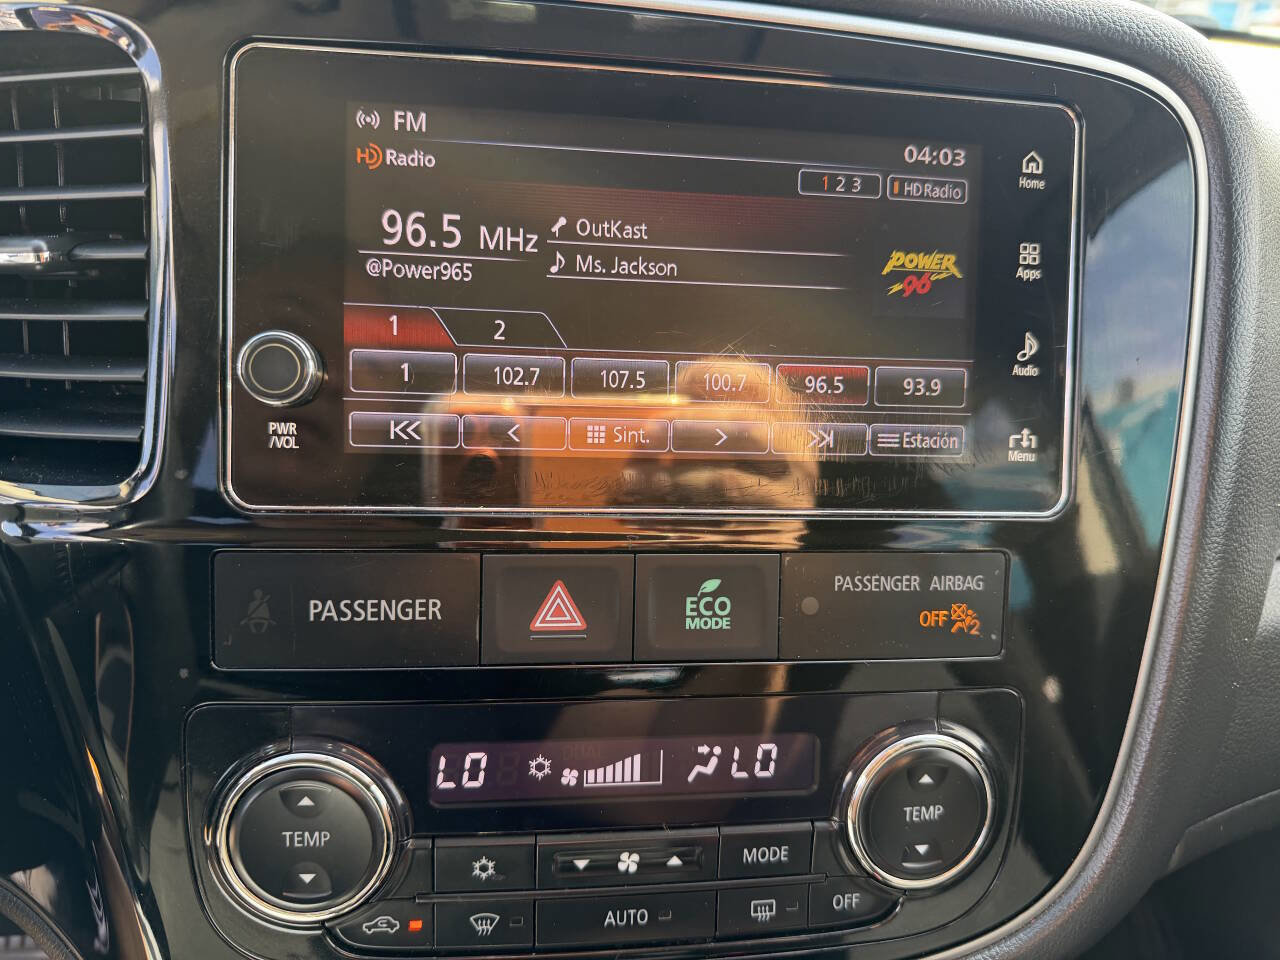 FM
04:03
HD Radio
1 2 3
HD Radio
Home
96.5 MHz
OutKast
@Power965
Ms. Jackson
POWER
96
Apps
1
2
1
102.7
107.5
100.7
96.5
93.9
Audio
PWR
/VOL
Sint.
Estación
Menu
PASSENGER
ECO
MODE
PASSENGER AIRBAG
OFF
2
LO
LO
TEMP
TEMP
MODE
AUTO
OFF